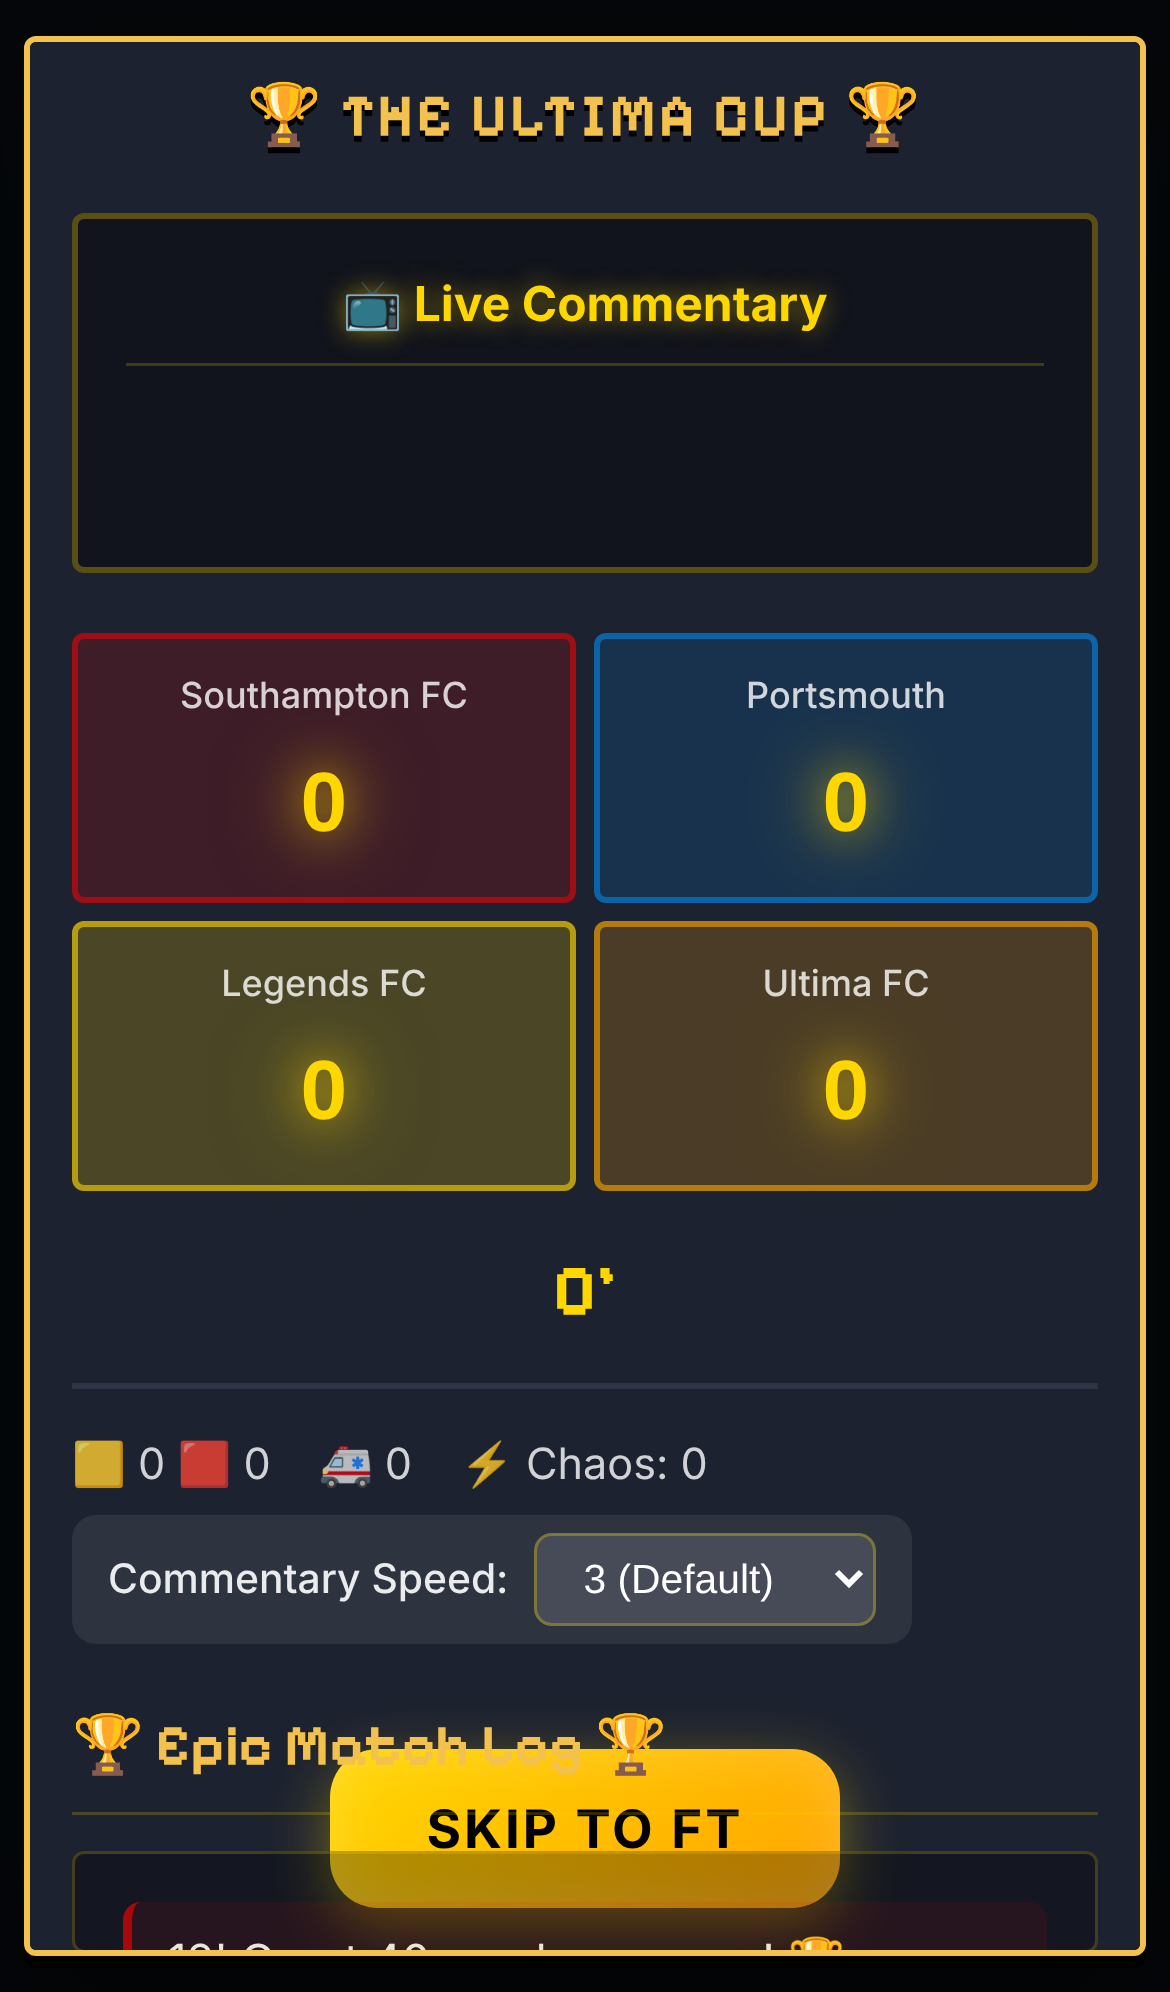 🏆 THE ULTIMA CUP 🏆
📺 Live Commentary
Southampton FC
0
Portsmouth
0
Legends FC
0
Ultima FC
0
0'
🟨 0 🟥 0 🚑 0 ⚡ Chaos: 0
Commentary Speed: 3 (Default)
🏆 Epic Match Log 🏆
SKIP TO FT